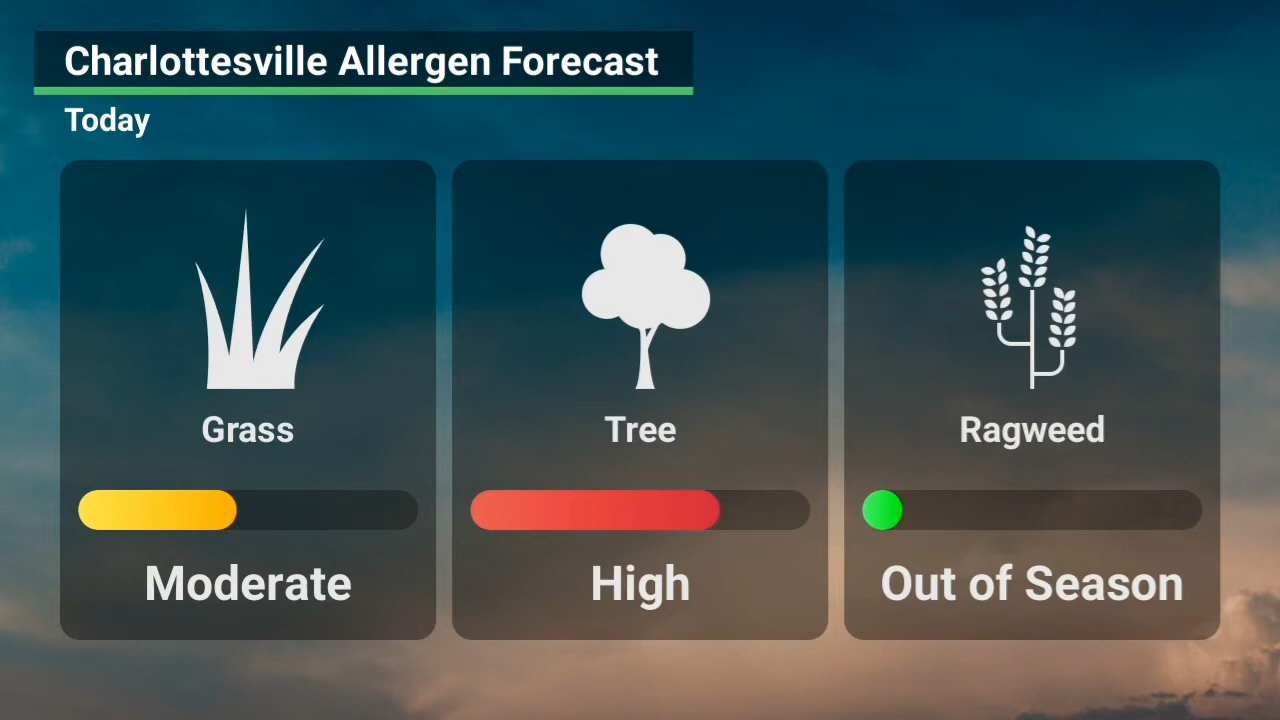 Charlottesville Allergen Forecast
Today
Grass
Tree
Ragweed
Moderate
High
Out of Season